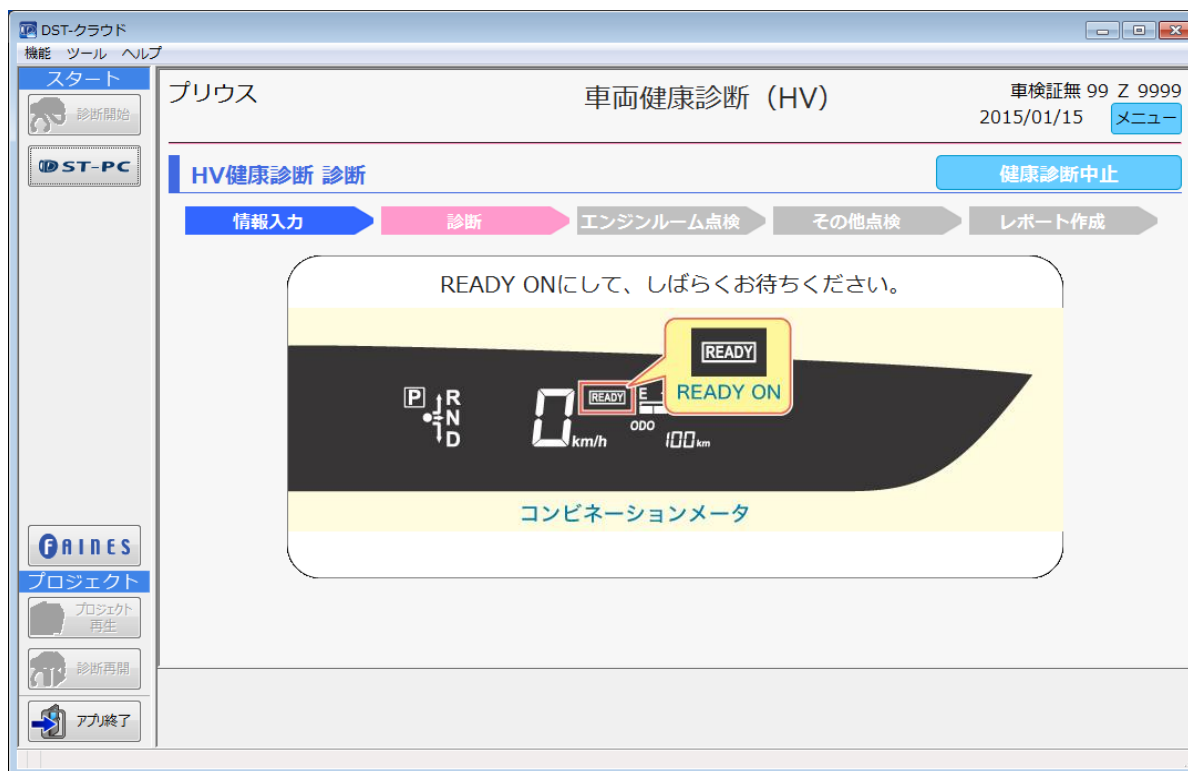 DST-クラウド
機能 ツール ヘルプ
スタート
診断開始
DST-PC
FAINES
プロジェクト
プロジェクト
再生
診断再開
アプリ終了
プリウス
車両健康診断（HV）
車検証無 99 Z 9999
2015/01/15 メニュー
HV健康診断 診断
健康診断中止
情報入力 診断 エンジンルーム点検 その他点検 レポート作成
READY ONにして、しばらくお待ちください。
READY
READY ON
P R
N
D
0 km/h
READY
E
ODO
100 km
コンビネーションメータ